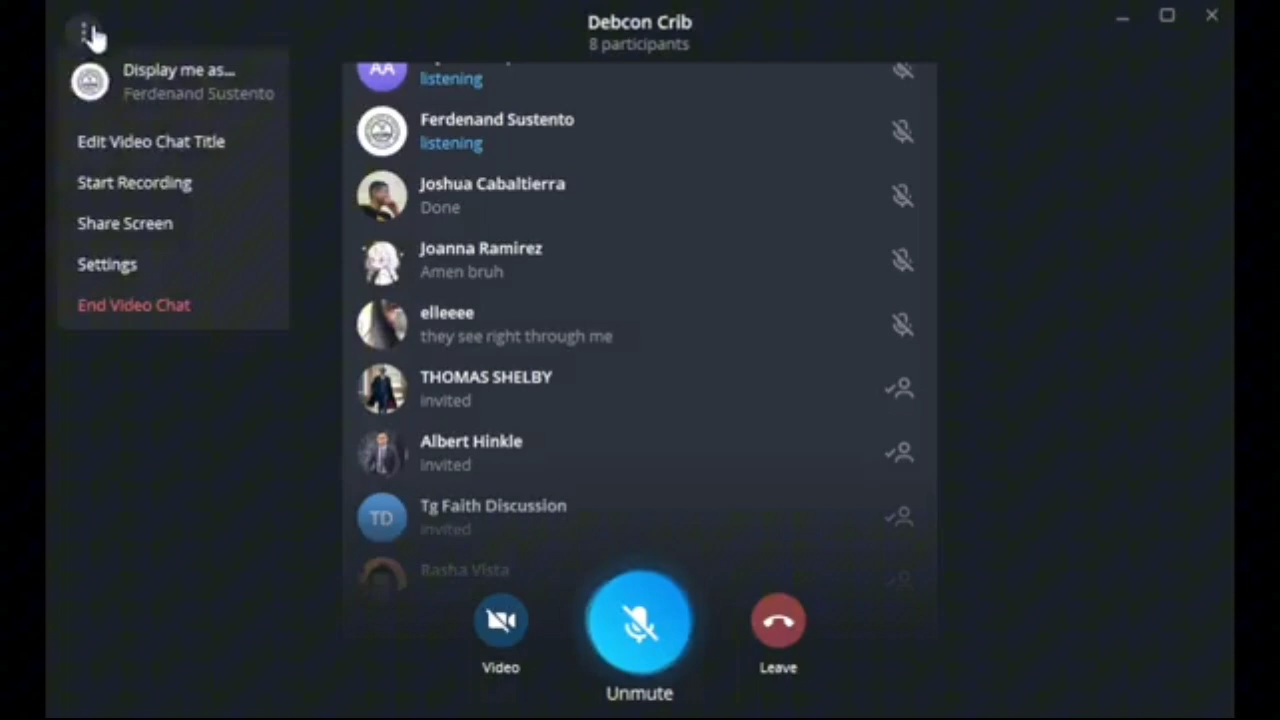 Debcon Crib
8 participants
Display me as...
Ferdenand Sustento
Edit Video Chat Title
Start Recording
Share Screen
Settings
End Video Chat
AA
listening
Ferdenand Sustento
listening
Joshua Cabaltierra
Done
Joanna Ramirez
Amen bruh
elleeee
they see right through me
THOMAS SHELBY
invited
Albert Hinkle
invited
TD
Tg Faith Discussion
invited
Rasha Vista
Video
Unmute
Leave